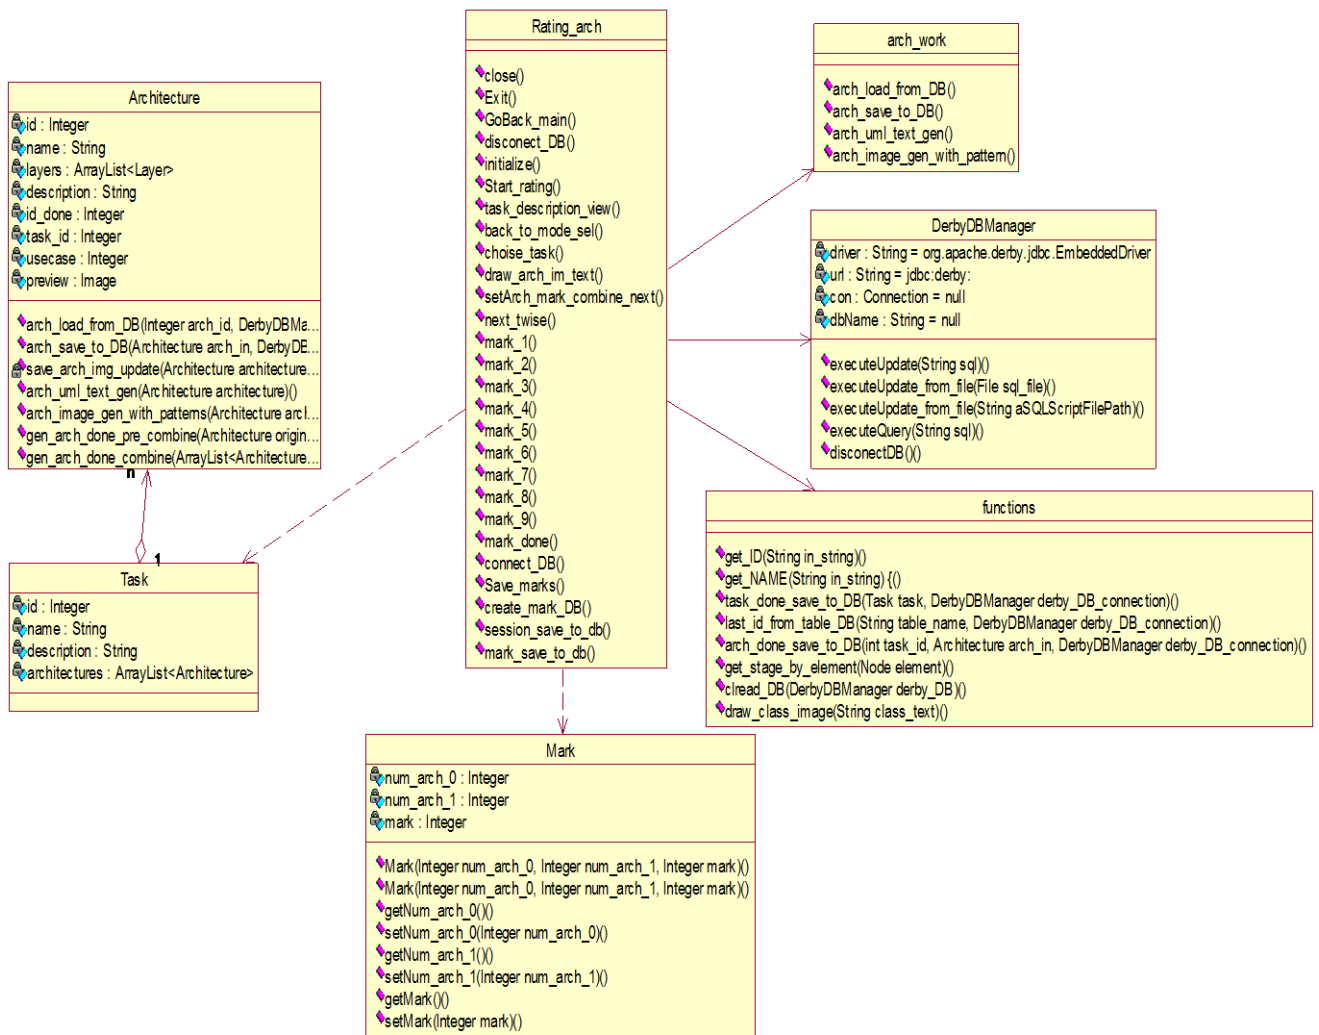 Rating_arch
close()
Exit()
GoBack_main()
disconect_DB()
initialize()
Start_rating()
task_description_view()
back_to_mode_sel()
choise_task()
draw_arch_im_text()
setArch_mark_combine_next()
next_twise()
mark_1()
mark_2()
mark_3()
mark_4()
mark_5()
mark_6()
mark_7()
mark_8()
mark_9()
mark_done()
connect_DB()
Save_marks()
create_mark_DB()
session_save_to_db()
mark_save_to_db()
arch_work
arch_load_from_DB()
arch_save_to_DB()
arch_uml_text_gen()
arch_image_gen_with_pattern()
Architecture
id : Integer
name : String
layers : ArrayList<Layer>
description : String
id_done : Integer
task_id : Integer
usecase : Integer
preview : Image
arch_load_from_DB(Integer arch_id, DerbyDBMa...
arch_save_to_DB(Architecture arch_in, DerbyDB...
save_arch_img_update(Architecture architecture...
arch_uml_text_gen(Architecture architecture)()
arch_image_gen_with_patterns(Architecture arcl...
gen_arch_done_pre_combine(Architecture origin...
gen_arch_done_combine(ArrayList<Architecture...
n
1
DerbyDBManager
driver : String = org.apache.derby.jdbc.EmbeddedDriver
url : String = jdbc:derby:
con : Connection = null
dbName : String = null
executeUpdate(String sql)()
executeUpdate_from_file(File sql_file)()
executeUpdate_from_file(String aSQLScriptFilePath)()
executeQuery(String sql)()
disconectDB()()
functions
get_ID(String in_string)()
get_NAME(String in_string) {()
task_done_save_to_DB(Task task, DerbyDBManager derby_DB_connection)()
last_id_from_table_DB(String table_name, DerbyDBManager derby_DB_connection)()
arch_done_save_to_DB(int task_id, Architecture arch_in, DerbyDBManager derby_DB_connection)()
get_stage_by_element(Node element)()
clread_DB(DerbyDBManager derby_DB)()
draw_class_image(String class_text)()
Task
id : Integer
name : String
description : String
architectures : ArrayList<Architecture>
Mark
num_arch_0 : Integer
num_arch_1 : Integer
mark : Integer
Mark(Integer num_arch_0, Integer num_arch_1, Integer mark)()
Mark(Integer num_arch_0, Integer num_arch_1, Integer mark)()
getNum_arch_0()()
setNum_arch_0(Integer num_arch_0)()
getNum_arch_1()()
setNum_arch_1(Integer num_arch_1)()
getMark()()
setMark(Integer mark)()